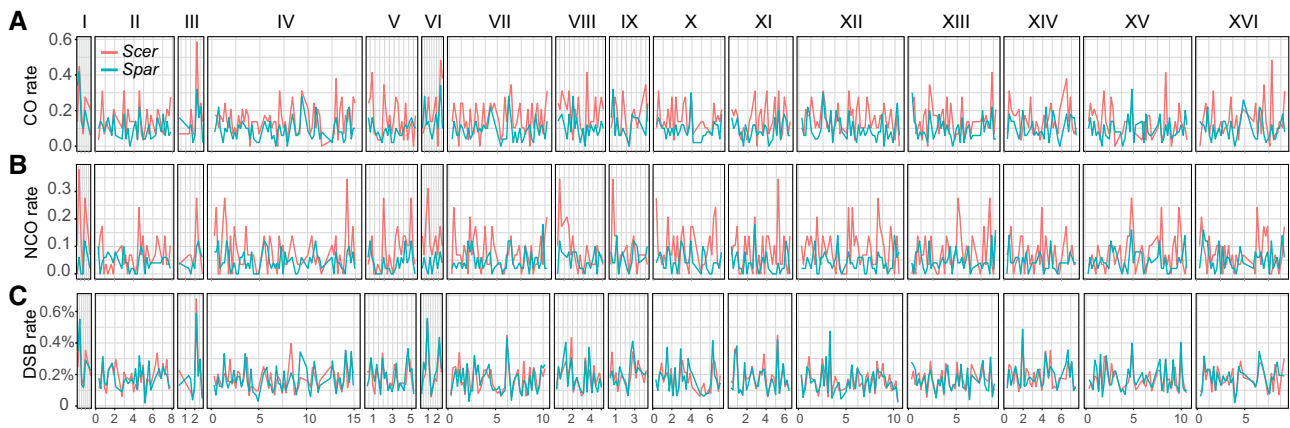 I II III IV V VI VII VIII IX X XI XII XIII XIV XV XVI
A
CO rate
0.6
0.4
0.2
0.0
Scer
Spar
B
NCO rate
0.3
0.2
0.1
0.0
C
DSB rate
0.6%
0.4%
0.2%
0
0 2 4 6 8 1 2 0 5 10 15 1 3 5 1 2 0 5 10 2 4 1 3 0 2 4 6 0 2 4 6 0 5 10 0 5 0 2 4 6 0 5 10 0 5